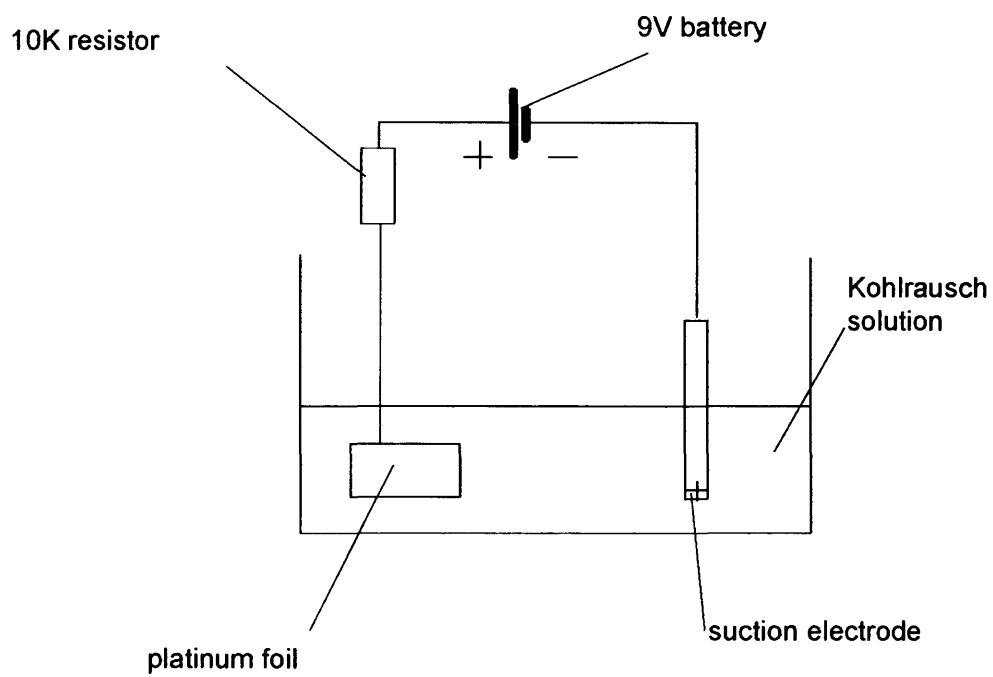 10K resistor
9V battery
+ −
Kohlrausch
solution
suction electrode
platinum foil